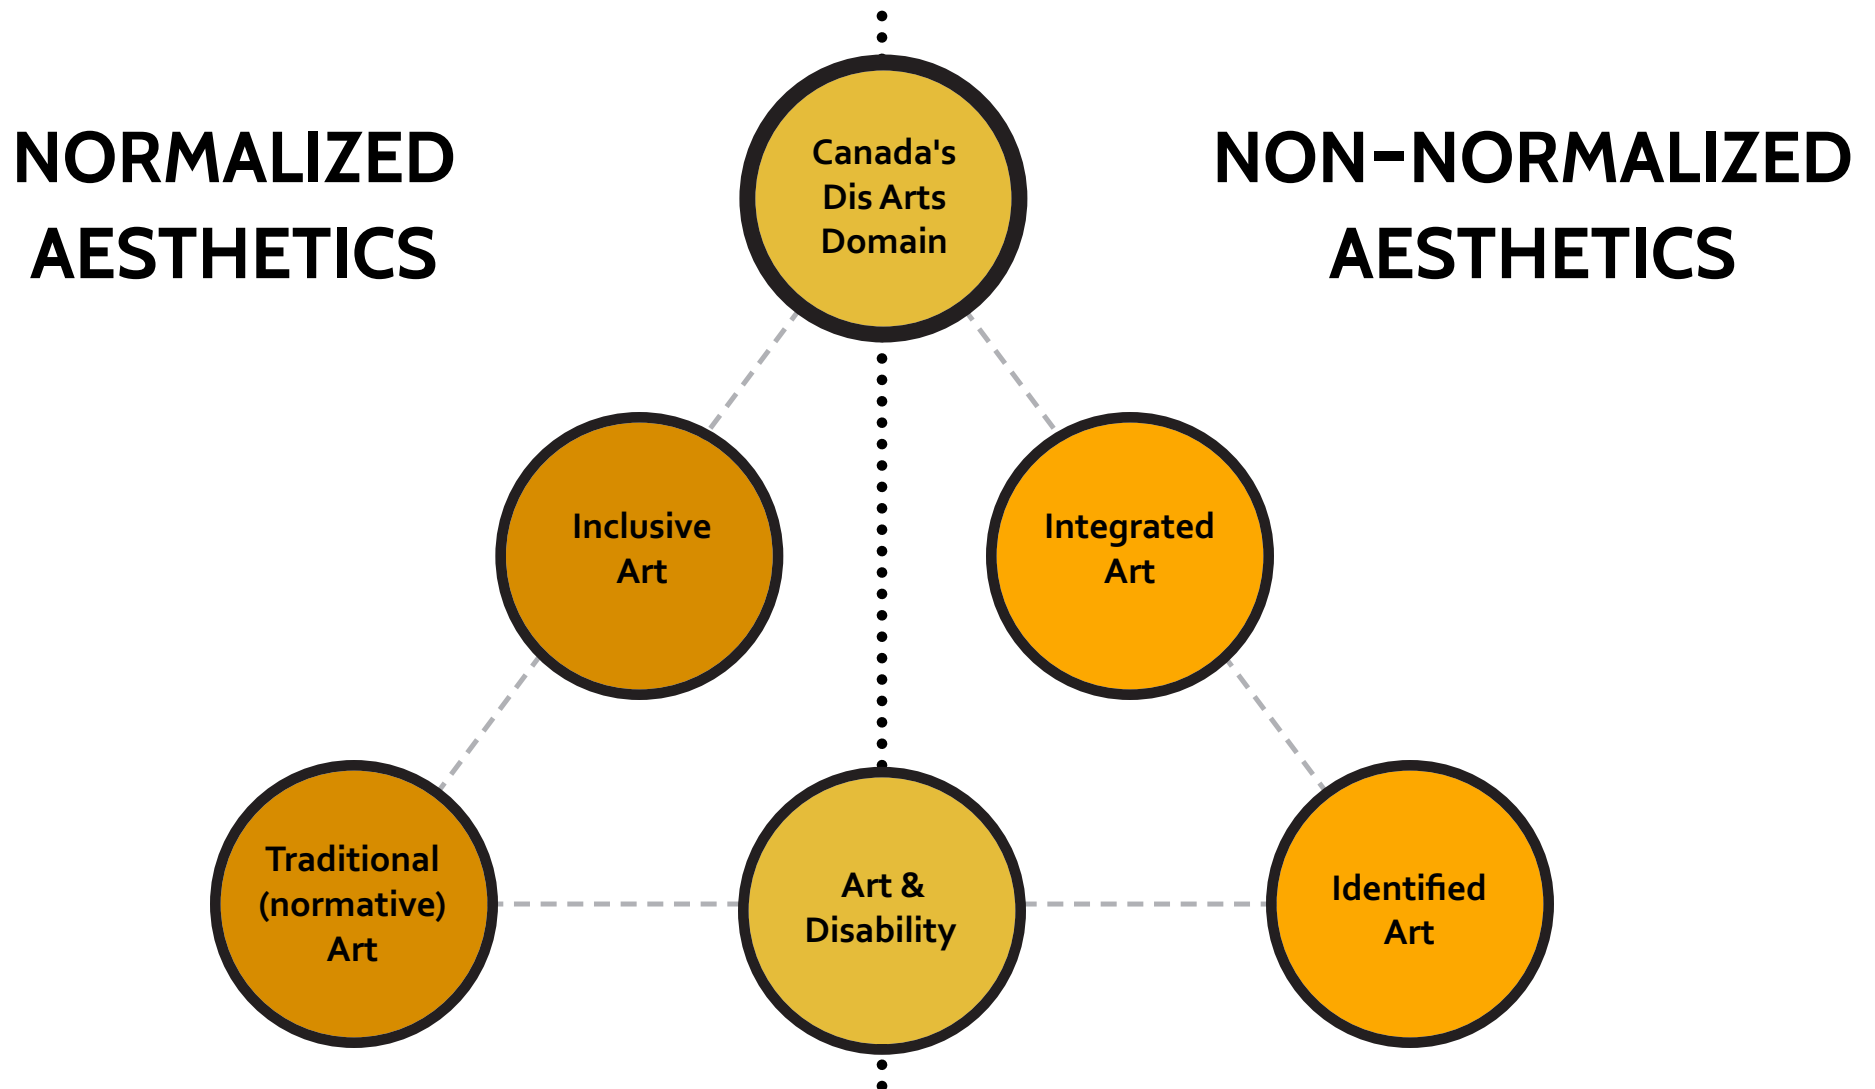 NORMALIZED
AESTHETICS
Canada's
Dis Arts
Domain
NON-NORMALIZED
AESTHETICS
Inclusive
Art
Integrated
Art
Traditional
(normative)
Art
Art &
Disability
Identified
Art